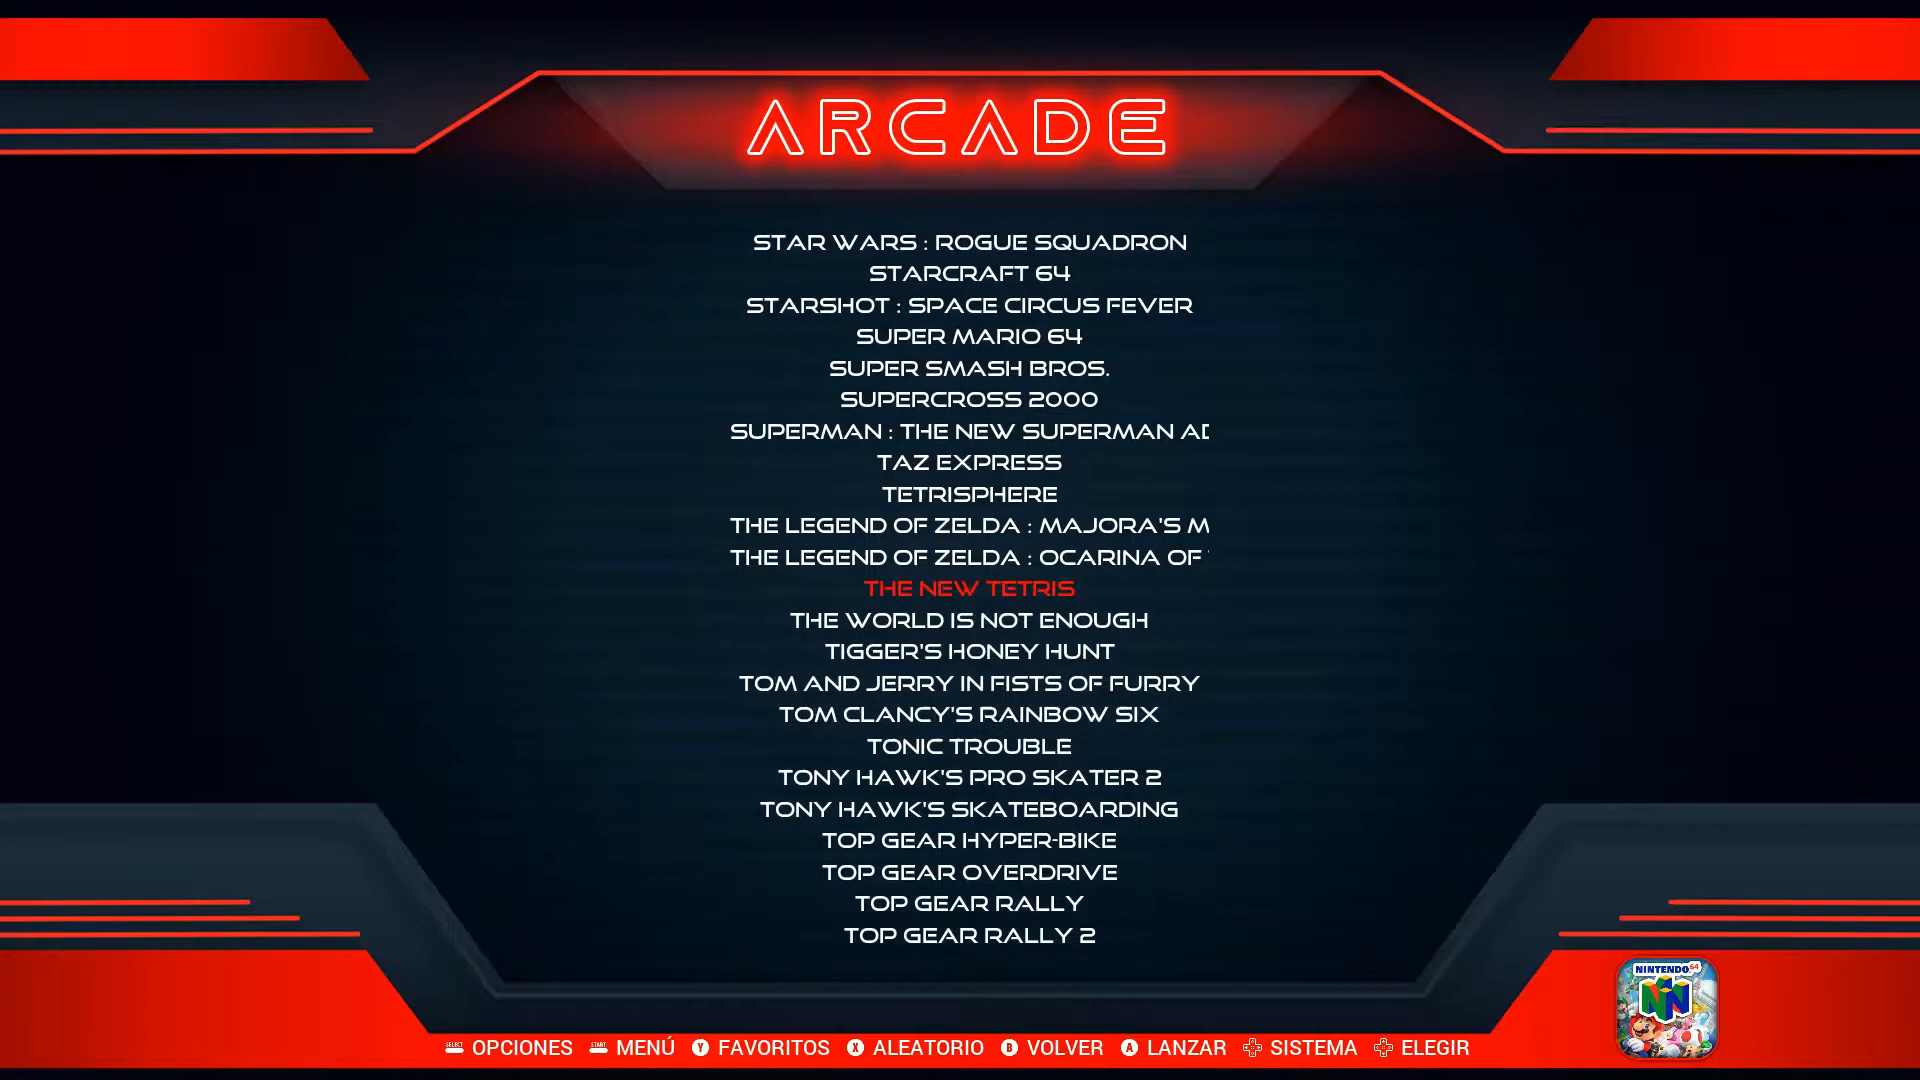 ARCADE
STAR WARS : ROGUE SQUADRON
STARCRAFT 64
STARSHOT : SPACE CIRCUS FEVER
SUPER MARIO 64
SUPER SMASH BROS.
SUPERCROSS 2000
SUPERMAN : THE NEW SUPERMAN AD
TAZ EXPRESS
TETRISPHERE
THE LEGEND OF ZELDA : MAJORA'S M
THE LEGEND OF ZELDA : OCARINA OF
THE NEW TETRIS
THE WORLD IS NOT ENOUGH
TIGGER'S HONEY HUNT
TOM AND JERRY IN FISTS OF FURRY
TOM CLANCY'S RAINBOW SIX
TONIC TROUBLE
TONY HAWK'S PRO SKATER 2
TONY HAWK'S SKATEBOARDING
TOP GEAR HYPER-BIKE
TOP GEAR OVERDRIVE
TOP GEAR RALLY
TOP GEAR RALLY 2
NINTENDO 64
SELECT OPCIONES START MENÚ Y FAVORITOS X ALEATORIO B VOLVER A LANZAR SISTEMA ELEGIR